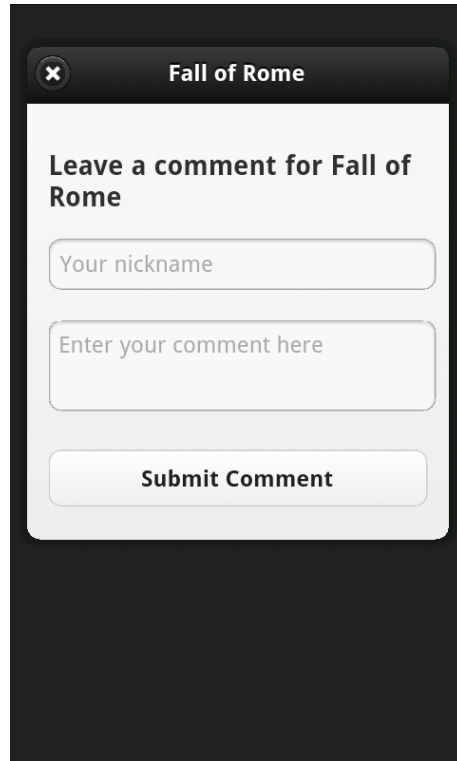 Fall of Rome
Leave a comment for Fall of
Rome
Your nickname
Enter your comment here
Submit Comment